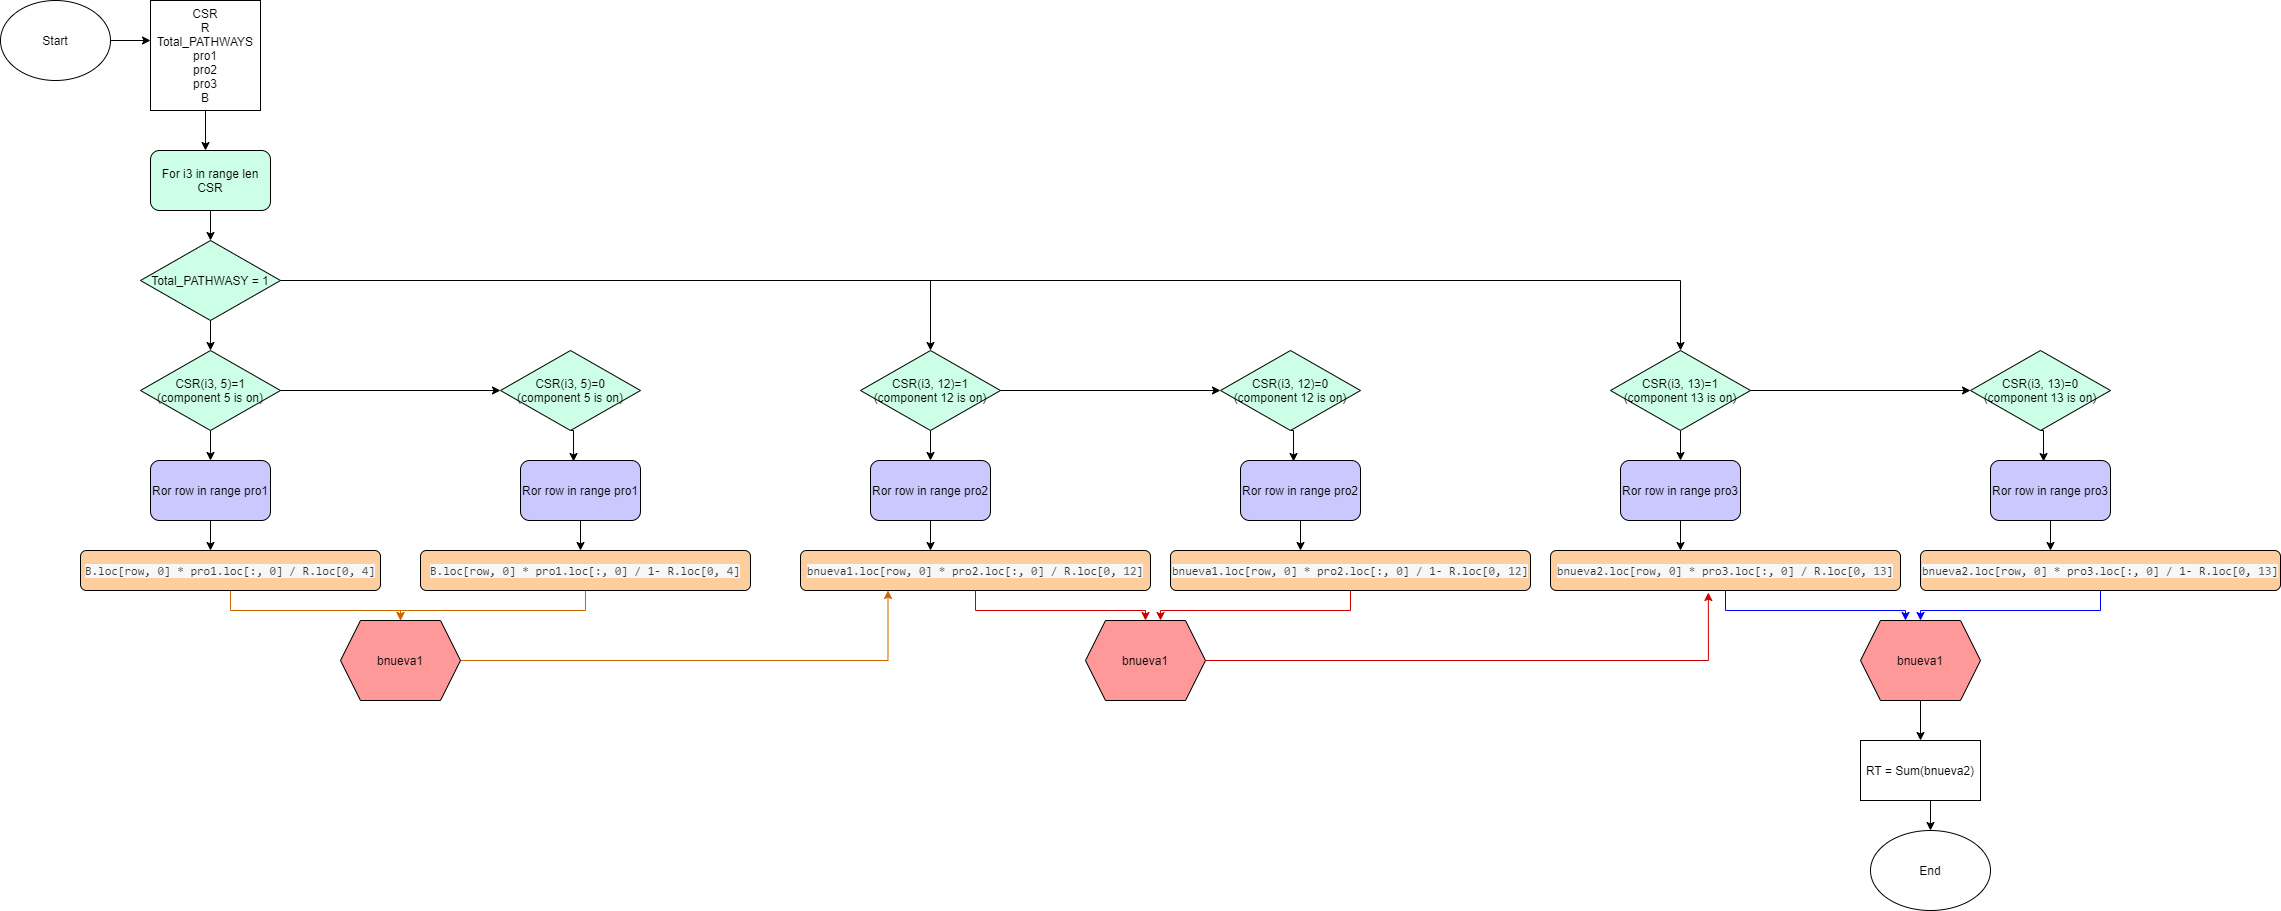 Start
CSR
R
Total_PATHWAYS
pro1
pro2
pro3
B
For i3 in range len
CSR
Total_PATHWASY = 1
CSR(i3, 5)=1
(component 5 is on)
CSR(i3, 5)=0
(component 5 is on)
CSR(i3, 12)=1
(component 12 is on)
CSR(i3, 12)=0
(component 12 is on)
CSR(i3, 13)=1
(component 13 is on)
CSR(i3, 13)=0
(component 13 is on)
Ror row in range pro1
Ror row in range pro1
Ror row in range pro2
Ror row in range pro2
Ror row in range pro3
Ror row in range pro3
B.loc[row, 0] * pro1.loc[:, 0] / R.loc[0, 4]
B.loc[row, 0] * pro1.loc[:, 0] / 1- R.loc[0, 4]
bnueva1.loc[row, 0] * pro2.loc[:, 0] / R.loc[0, 12]
bnueva1.loc[row, 0] * pro2.loc[:, 0] / 1- R.loc[0, 12]
bnueva2.loc[row, 0] * pro3.loc[:, 0] / R.loc[0, 13]
bnueva2.loc[row, 0] * pro3.loc[:, 0] / 1- R.loc[0, 13]
bnueva1
bnueva1
bnueva1
RT = Sum(bnueva2)
End